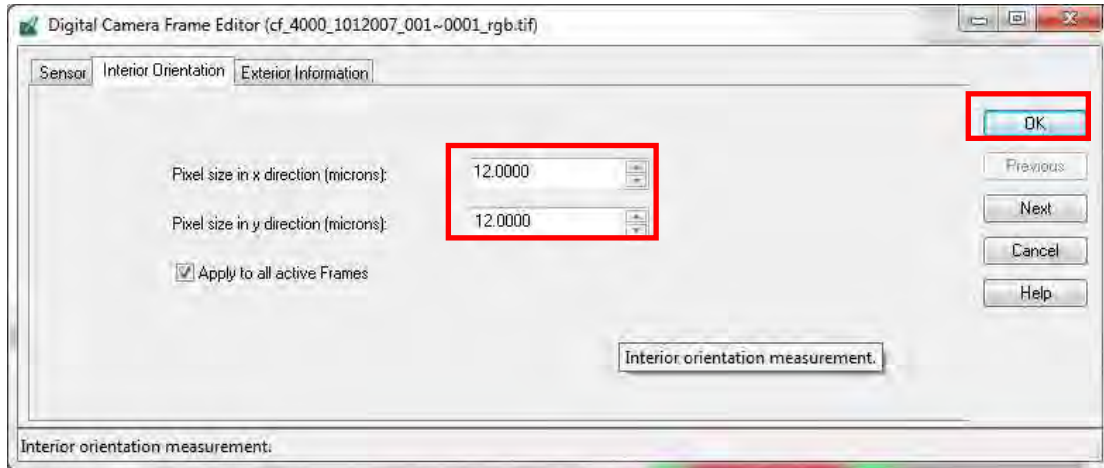 Digital Camera Frame Editor (cf_4000_1012007_001~0001_rgb.tif)
Sensor Interior Orientation Exterior Information
OK
Pixel size in x direction (microns): 12.0000
Previous
Pixel size in y direction (microns): 12.0000
Next
Apply to all active Frames
Cancel
Help
Interior orientation measurement.
Interior orientation measurement.